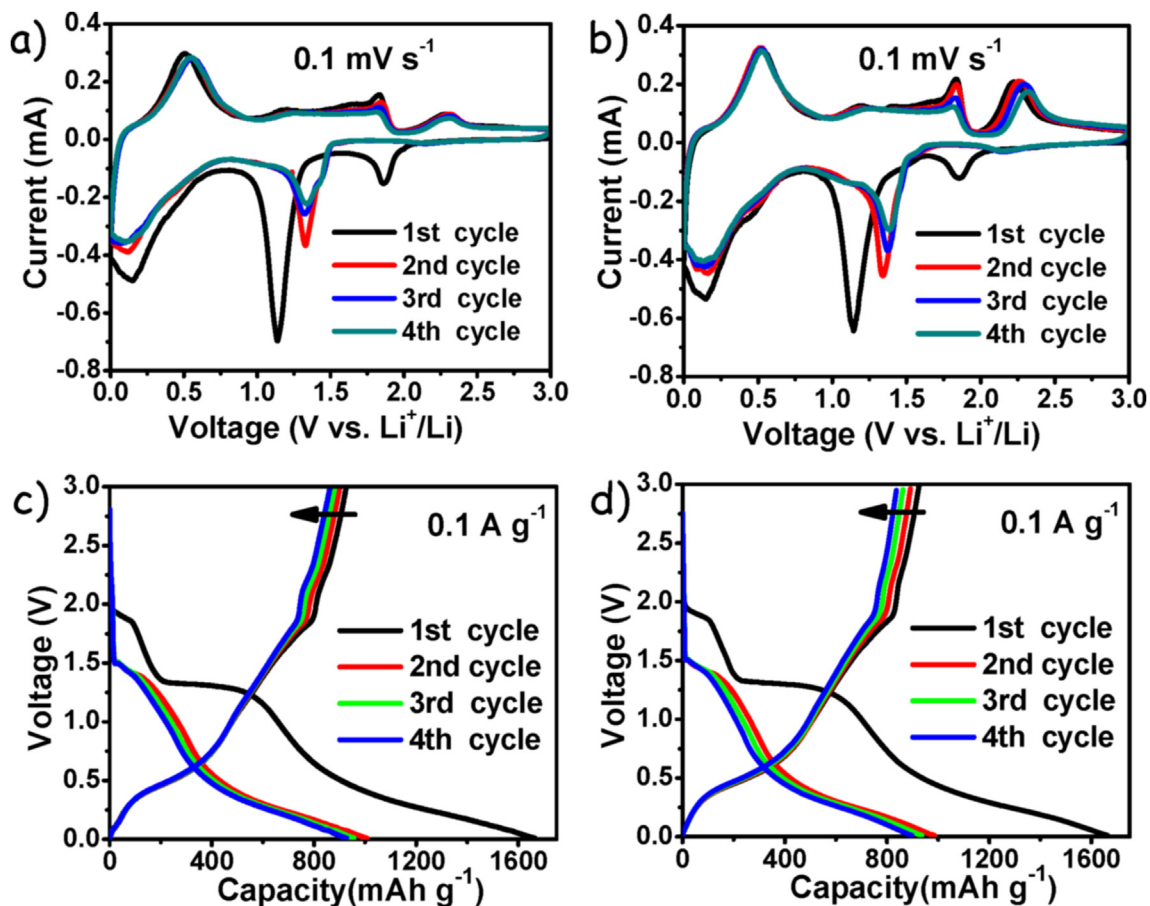 a)
0.1 mV s⁻¹
Current (mA)
0.4
0.2
0.0
-0.2
-0.4
-0.6
-0.8
1st cycle
2nd cycle
3rd cycle
4th cycle
0.0 0.5 1.0 1.5 2.0 2.5 3.0
Voltage (V vs. Li⁺/Li)
b)
0.1 mV s⁻¹
Current (mA)
0.4
0.2
0.0
-0.2
-0.4
-0.6
-0.8
1st cycle
2nd cycle
3rd cycle
4th cycle
0.0 0.5 1.0 1.5 2.0 2.5 3.0
Voltage (V vs. Li⁺/Li)
c)
0.1 A g⁻¹
Voltage (V)
3.0
2.5
2.0
1.5
1.0
0.5
0.0
1st cycle
2nd cycle
3rd cycle
4th cycle
0 400 800 1200 1600
Capacity(mAh g⁻¹)
d)
0.1 A g⁻¹
Voltage (V)
3.0
2.5
2.0
1.5
1.0
0.5
0.0
1st cycle
2nd cycle
3rd cycle
4th cycle
0 400 800 1200 1600
Capacity(mAh g⁻¹)